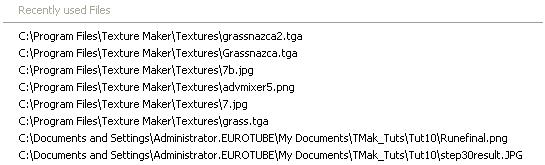 Recently used Files
C:\Program Files\Texture Maker\Textures\grassnazca2.tga
C:\Program Files\Texture Maker\Textures\Grassnazca.tga
C:\Program Files\Texture Maker\Textures\7b.jpg
C:\Program Files\Texture Maker\Textures\advmixer5.png
C:\Program Files\Texture Maker\Textures\7.jpg
C:\Program Files\Texture Maker\Textures\grass.tga
C:\Documents and Settings\Administrator.EUROTUBE\My Documents\TMak_Tuts\Tut10\Runefinal.png
C:\Documents and Settings\Administrator.EUROTUBE\My Documents\TMak_Tuts\Tut10\step30result.JPG